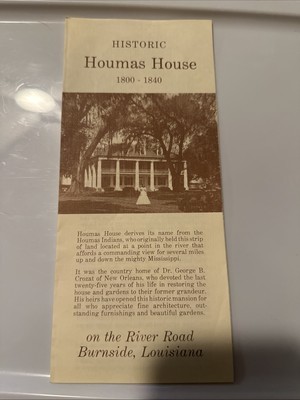 HISTORIC
Houmas House
1800 - 1840
Houmas House derives its name from the
Houmas Indians, who originally held this strip
of land located at a point in the river that
affords a commanding view for several miles
up and down the mighty Mississippi.
It was the country home of Dr. George B.
Crozat of New Orleans, who devoted the last
twenty-five years of his life in restoring the
house and gardens to their former grandeur.
His heirs have opened this historic mansion for
all who appreciate fine architecture, out-
standing furnishings and beautiful gardens.
on the River Road
Burnside, Louisiana